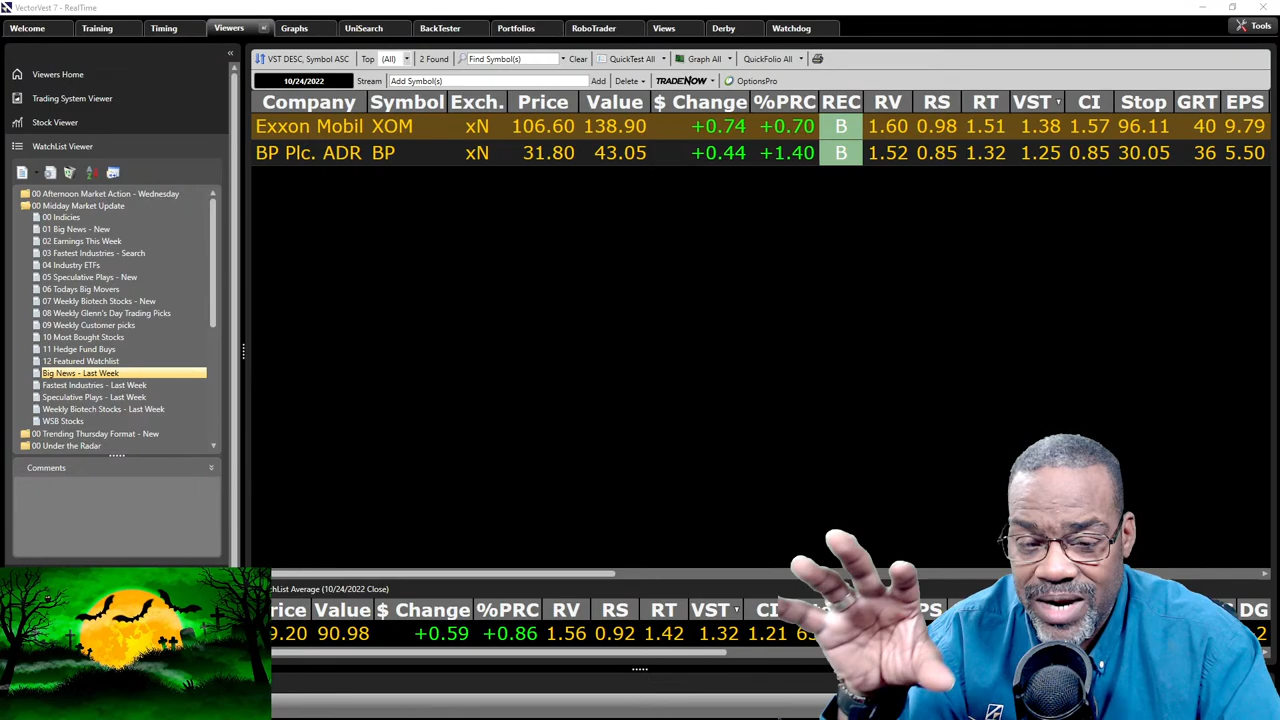 VectorVest 7 - RealTime
Welcome Training Timing Viewers Graphs UniSearch BackTester Portfolios RoboTrader Views Derby Watchdog Tools
VST DESC, Symbol ASC Top (All) 2 Found Find Symbol(s) Clear QuickTest All Graph All QuickFolio All
10/24/2022 Stream Add Symbol(s) Add Delete TRADENOW OptionsPro
Viewers Home
Trading System Viewer
Stock Viewer
WatchList Viewer
00 Afternoon Market Action - Wednesday
00 Midday Market Update
00 Indicies
01 Big News - New
02 Earnings This Week
03 Fastest Industries - Search
04 Industry ETFs
05 Speculative Plays - New
06 Todays Big Movers
07 Weekly Biotech Stocks - New
08 Weekly Glenn's Day Trading Picks
09 Weekly Customer picks
10 Most Bought Stocks
11 Hedge Fund Buys
12 Featured Watchlist
Big News - Last Week
Fastest Industries - Last Week
Speculative Plays - Last Week
Weekly Biotech Stocks - Last Week
WSB Stocks
00 Trending Thursday Format - New
00 Under the Radar
Comments
Company Symbol Exch. Price Value $ Change %PRC REC RV RS RT VST CI Stop GRT EPS
Exxon Mobil XOM xN 106.60 138.90 +0.74 +0.70 B 1.60 0.98 1.51 1.38 1.57 96.11 40 9.79
BP Plc. ADR BP xN 31.80 43.05 +0.44 +1.40 B 1.52 0.85 1.32 1.25 0.85 30.05 36 5.50
List Average (10/24/2022 Close)
rice Value $ Change %PRC RV RS RT VST CI DG
9.20 90.98 +0.59 +0.86 1.56 0.92 1.42 1.32 1.21